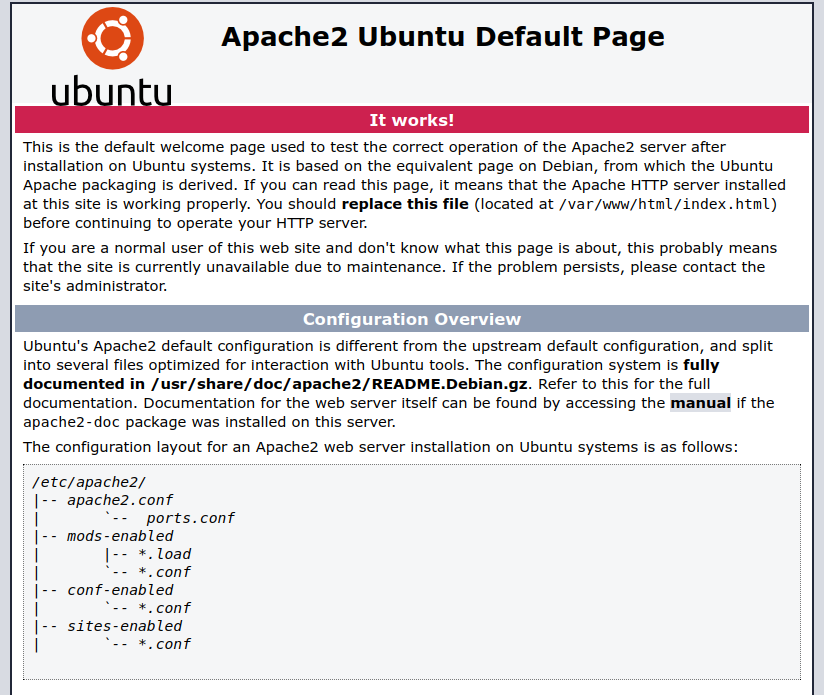 ubuntu
Apache2 Ubuntu Default Page
It works!
This is the default welcome page used to test the correct operation of the Apache2 server after
installation on Ubuntu systems. It is based on the equivalent page on Debian, from which the Ubuntu
Apache packaging is derived. If you can read this page, it means that the Apache HTTP server installed
at this site is working properly. You should replace this file (located at /var/www/html/index.html)
before continuing to operate your HTTP server.
If you are a normal user of this web site and don't know what this page is about, this probably means
that the site is currently unavailable due to maintenance. If the problem persists, please contact the
site's administrator.
Configuration Overview
Ubuntu's Apache2 default configuration is different from the upstream default configuration, and split
into several files optimized for interaction with Ubuntu tools. The configuration system is fully
documented in /usr/share/doc/apache2/README.Debian.gz. Refer to this for the full
documentation. Documentation for the web server itself can be found by accessing the manual if the
apache2-doc package was installed on this server.
The configuration layout for an Apache2 web server installation on Ubuntu systems is as follows:
/etc/apache2/
|-- apache2.conf
|       `--  ports.conf
|-- mods-enabled
|       |-- *.load
|       `-- *.conf
|-- conf-enabled
|       `-- *.conf
|-- sites-enabled
|       `-- *.conf